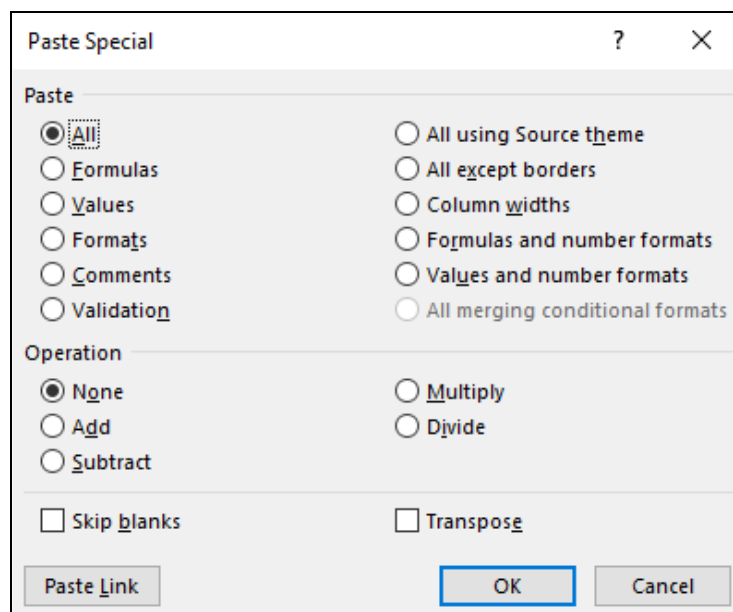 Paste Special ? ×
Paste
All
Formulas
Values
Formats
Comments
Validation
All using Source theme
All except borders
Column widths
Formulas and number formats
Values and number formats
All merging conditional formats
Operation
None
Add
Subtract
Multiply
Divide
Skip blanks
Transpose
Paste Link
OK
Cancel